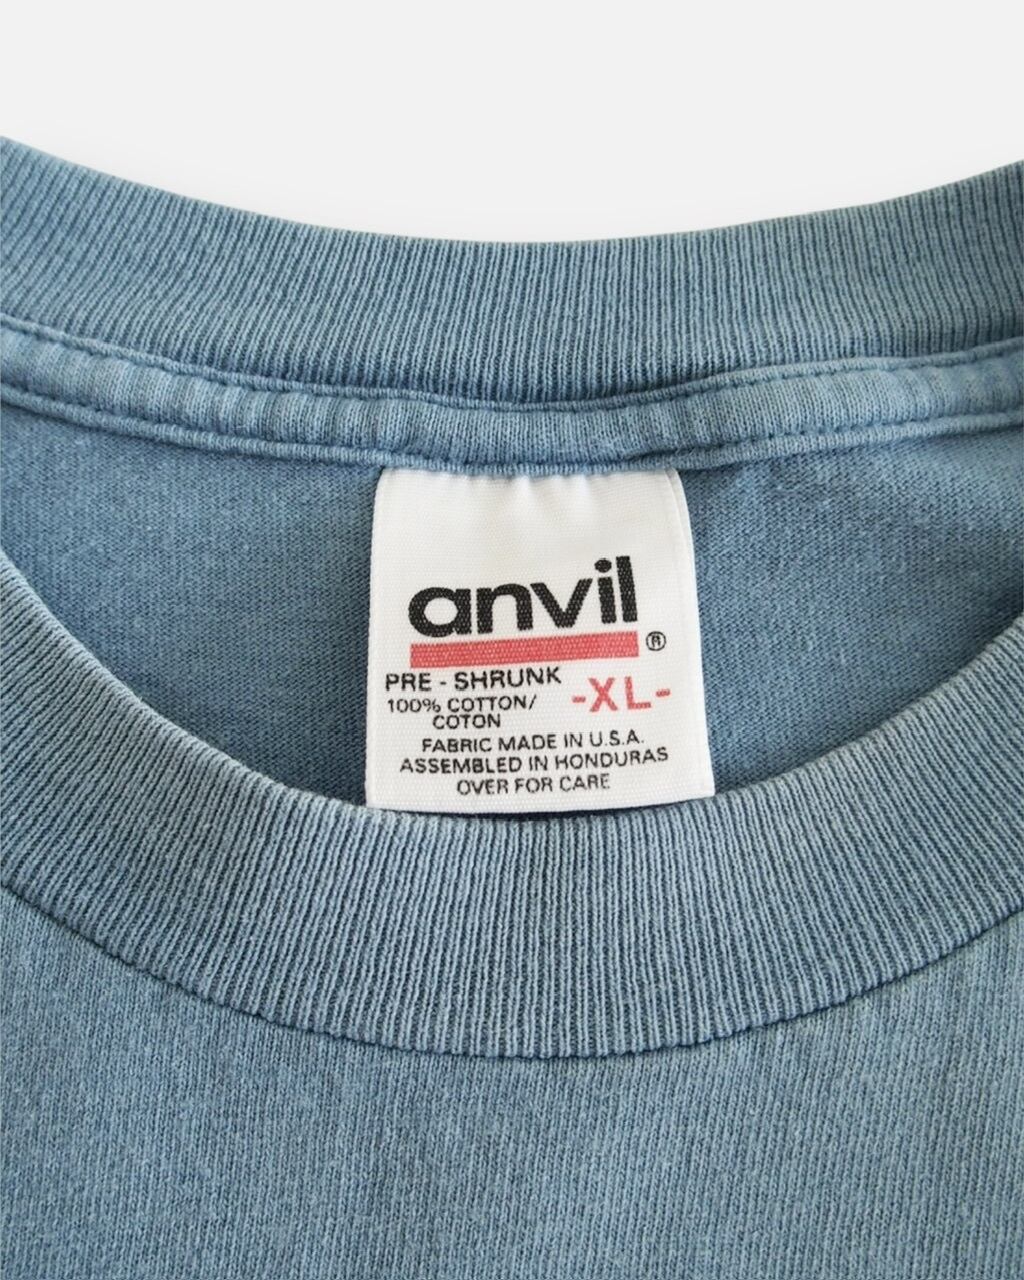 anvil®
PRE - SHRUNK
-XL-
100% COTTON/
COTON
FABRIC MADE IN U.S.A.
ASSEMBLED IN HONDURAS
OVER FOR CARE